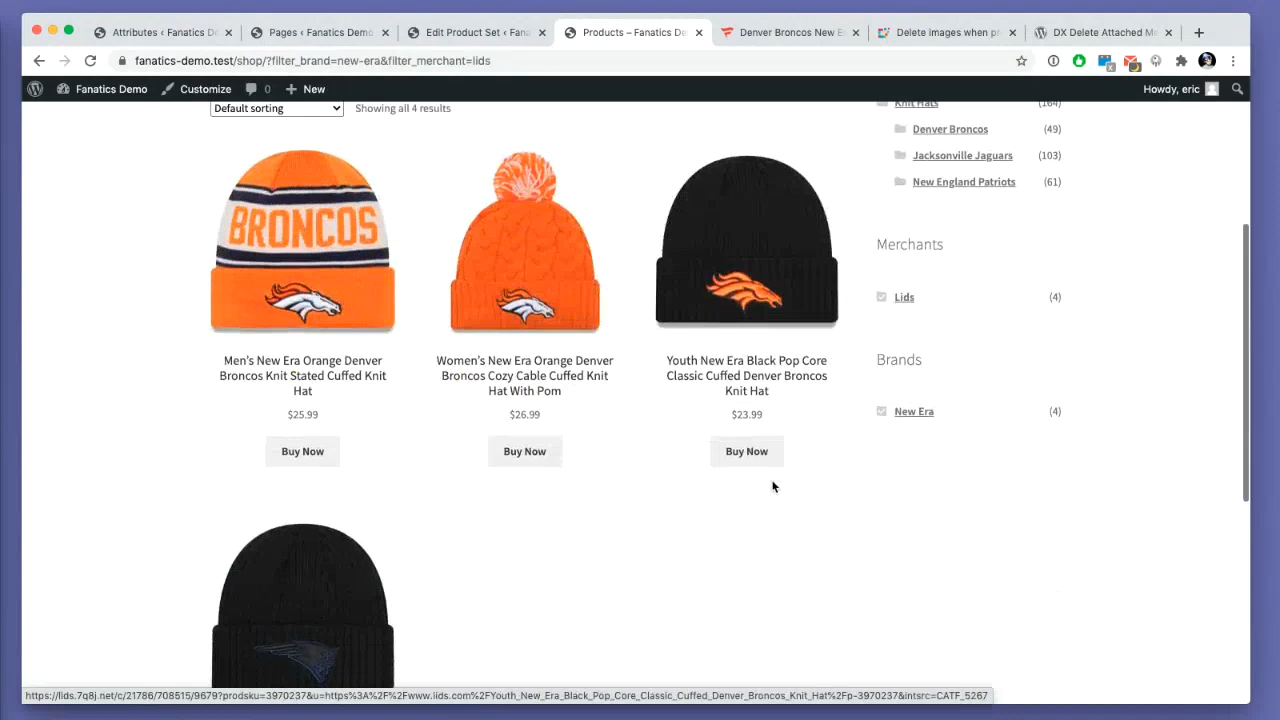 Attributes ‹ Fanatics De
Pages ‹ Fanatics Demo
Edit Product Set ‹ Fana
Products – Fanatics De
Denver Broncos New E
Delete images when p
DX Delete Attached M
fanatics-demo.test/shop/?filter_brand=new-era&filter_merchant=lids
Fanatics Demo
Customize
0
New
Howdy, eric
Default sorting
Showing all 4 results
Knit Hats (164)
Denver Broncos (49)
Jacksonville Jaguars (103)
New England Patriots (61)
Merchants
Lids (4)
Brands
New Era (4)
BRONCOS
Men's New Era Orange Denver
Broncos Knit Stated Cuffed Knit
Hat
$25.99
Buy Now
Women's New Era Orange Denver
Broncos Cozy Cable Cuffed Knit
Hat With Pom
$26.99
Buy Now
Youth New Era Black Pop Core
Classic Cuffed Denver Broncos
Knit Hat
$23.99
Buy Now
https://lids.7q8j.net/c/21786/708515/9679?prodsku=3970237&u=https%3A%2F%2Fwww.lids.com%2FYouth_New_Era_Black_Pop_Core_Classic_Cuffed_Denver_Broncos_Knit_Hat%2Fp-3970237&intsrc=CATF_5267